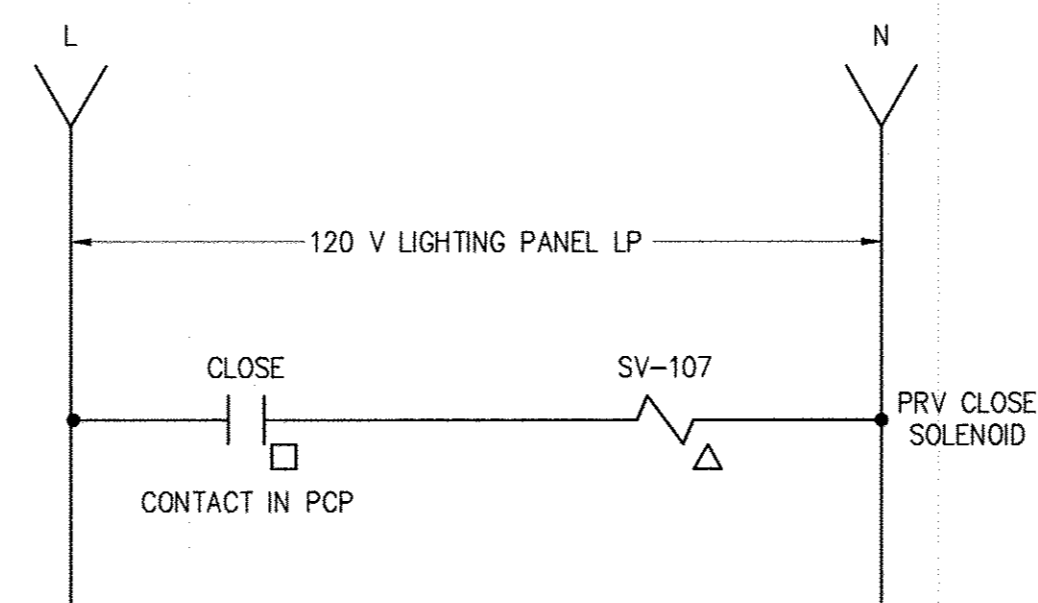 L
N
120 V LIGHTING PANEL LP
CLOSE
SV-107
PRV CLOSE
SOLENOID
CONTACT IN PCP